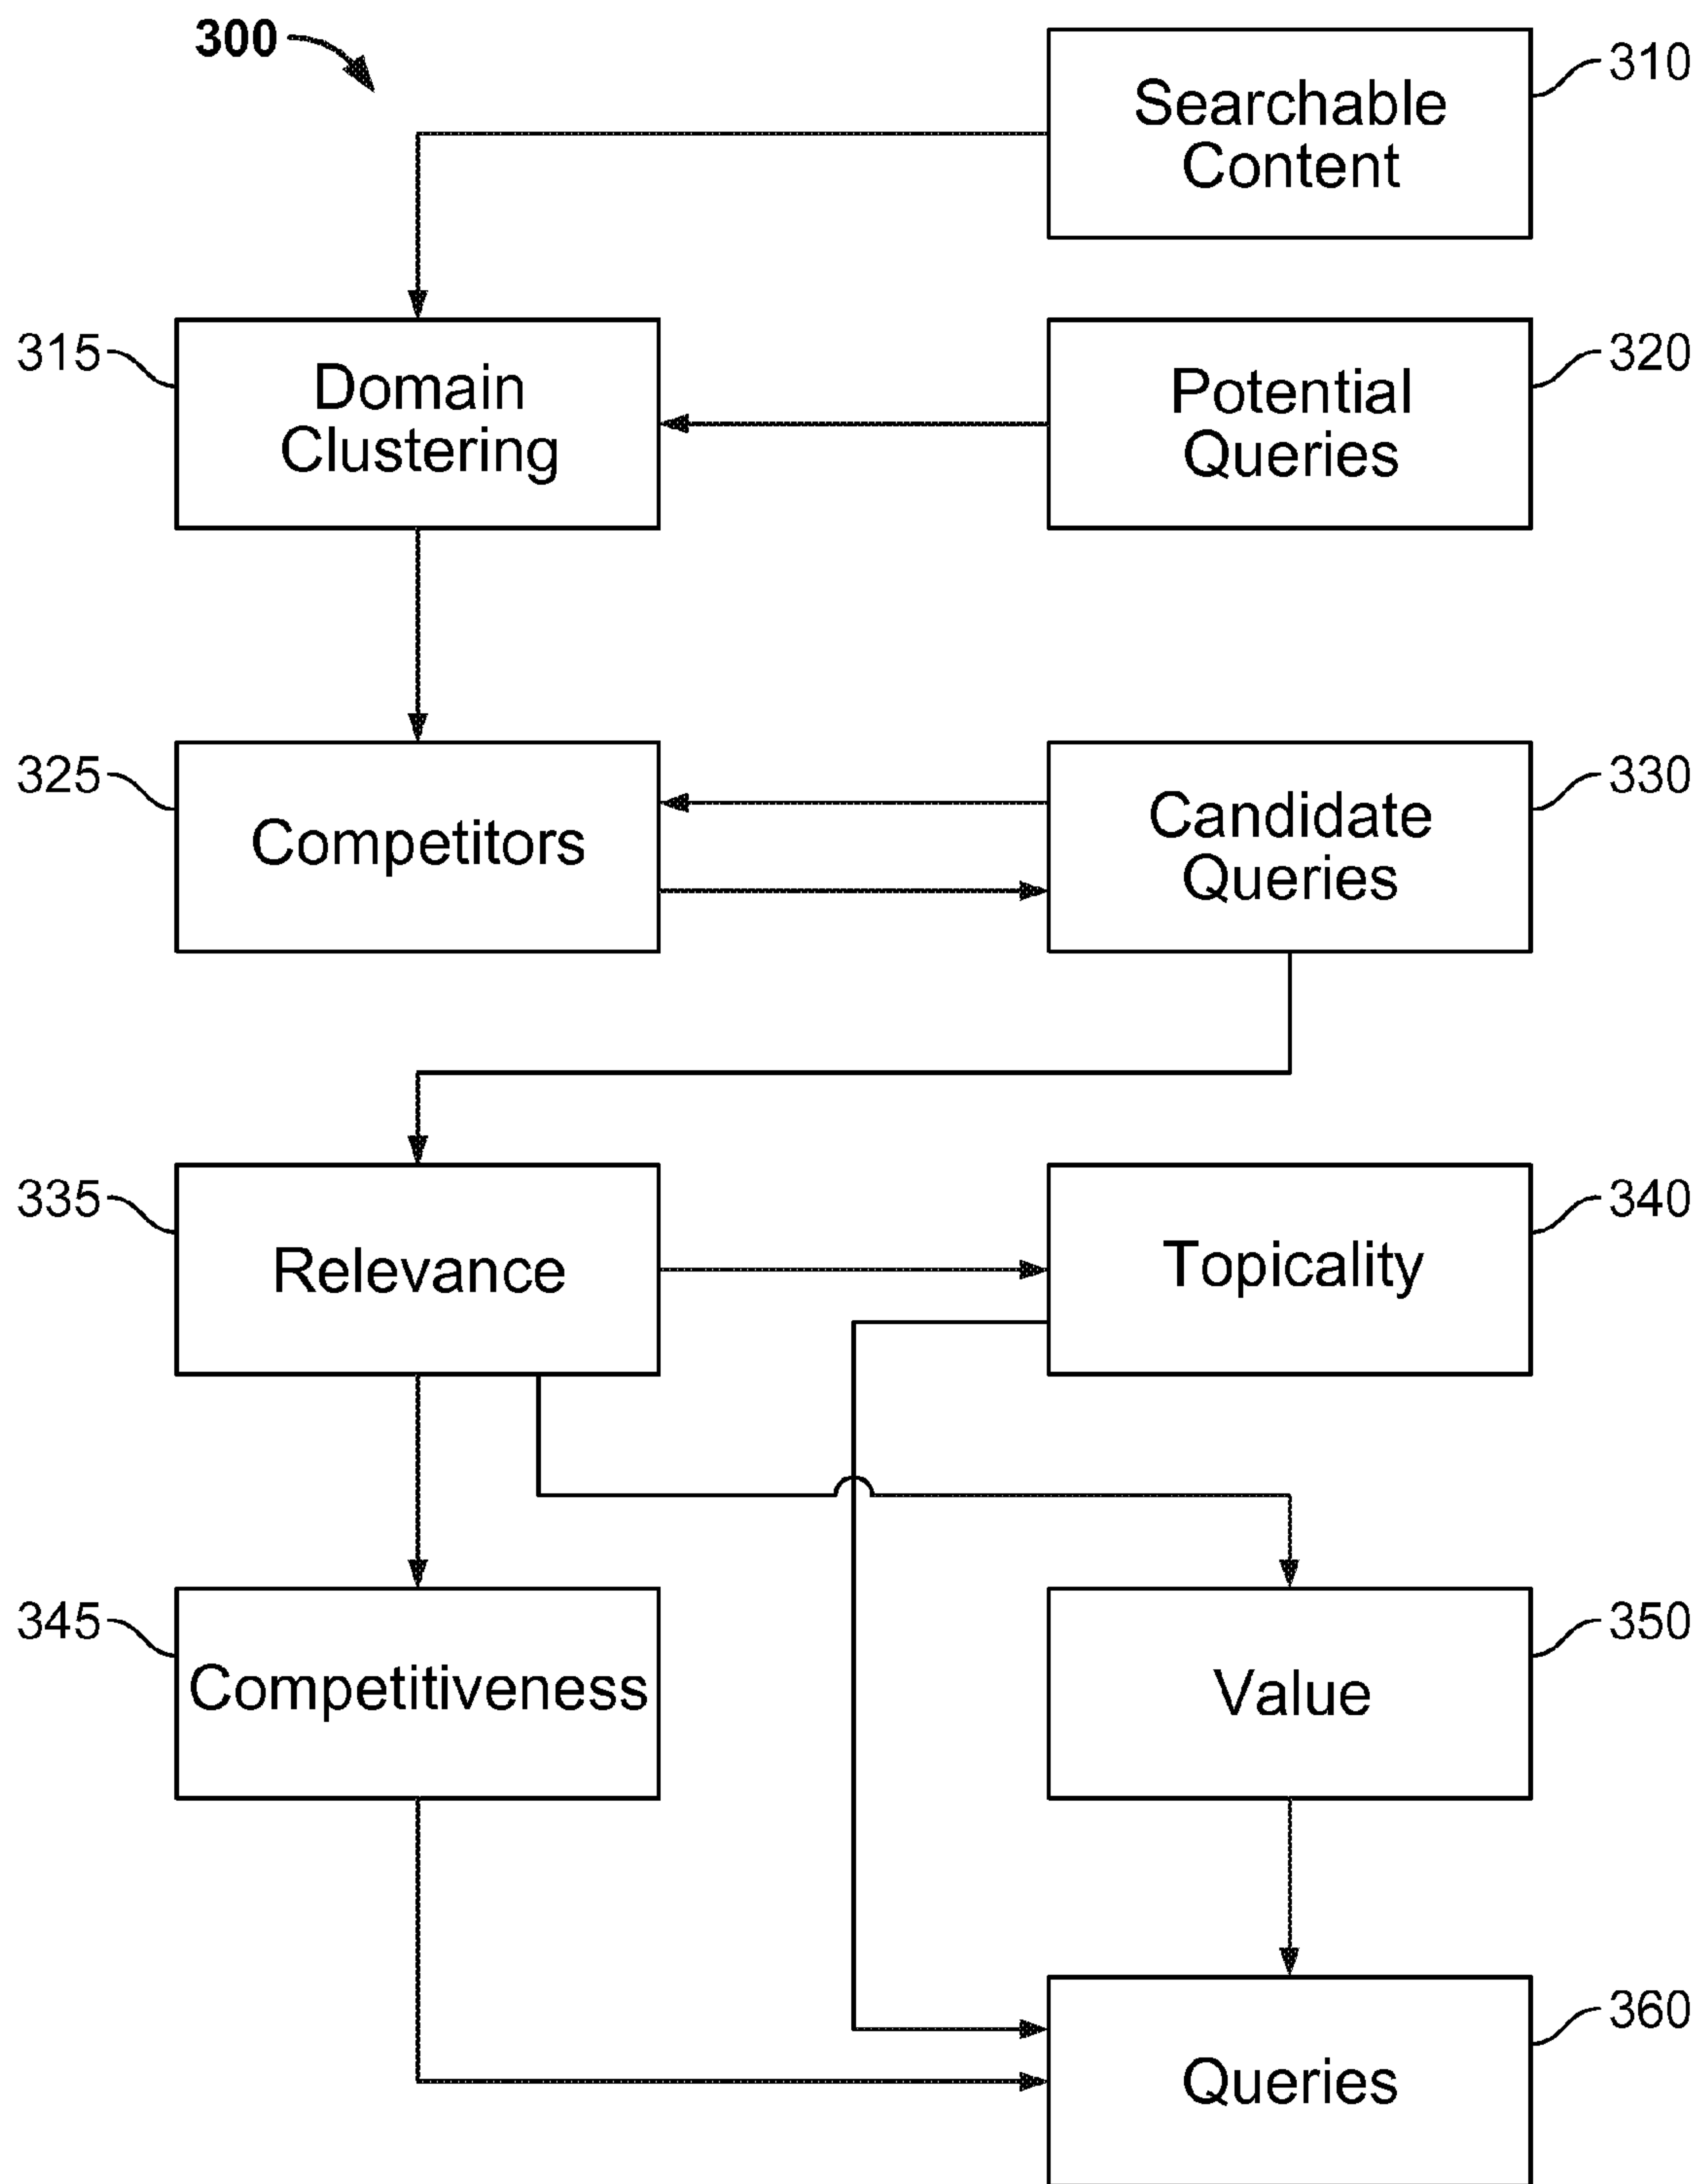 300
Searchable
Content
310
315
Domain
Clustering
Potential
Queries
320
325
Competitors
Candidate
Queries
330
335
Relevance
Topicality
340
345
Competitiveness
Value
350
Queries
360